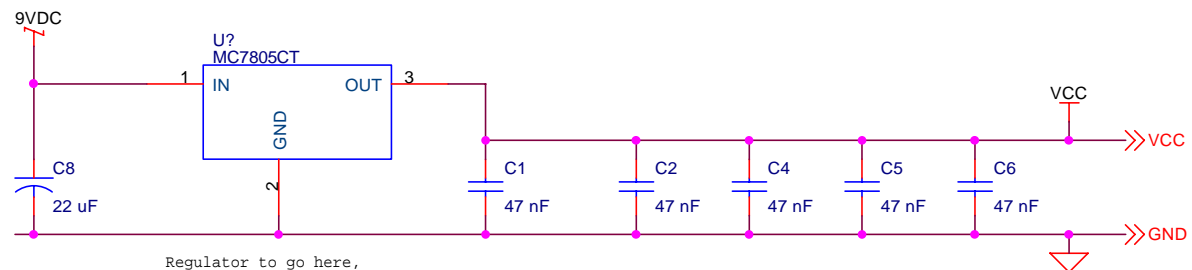 9VDC
U?
MC7805CT
1
IN
OUT
3
GND
2
VCC
VCC
C8
22 uF
C1
47 nF
C2
47 nF
C4
47 nF
C5
47 nF
C6
47 nF
GND
Regulator to go here,